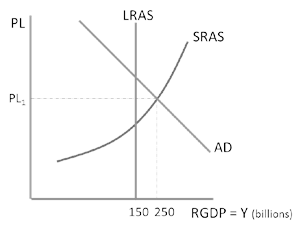 PL
LRAS
SRAS
PL1
AD
150 250
RGDP = Y (billions)